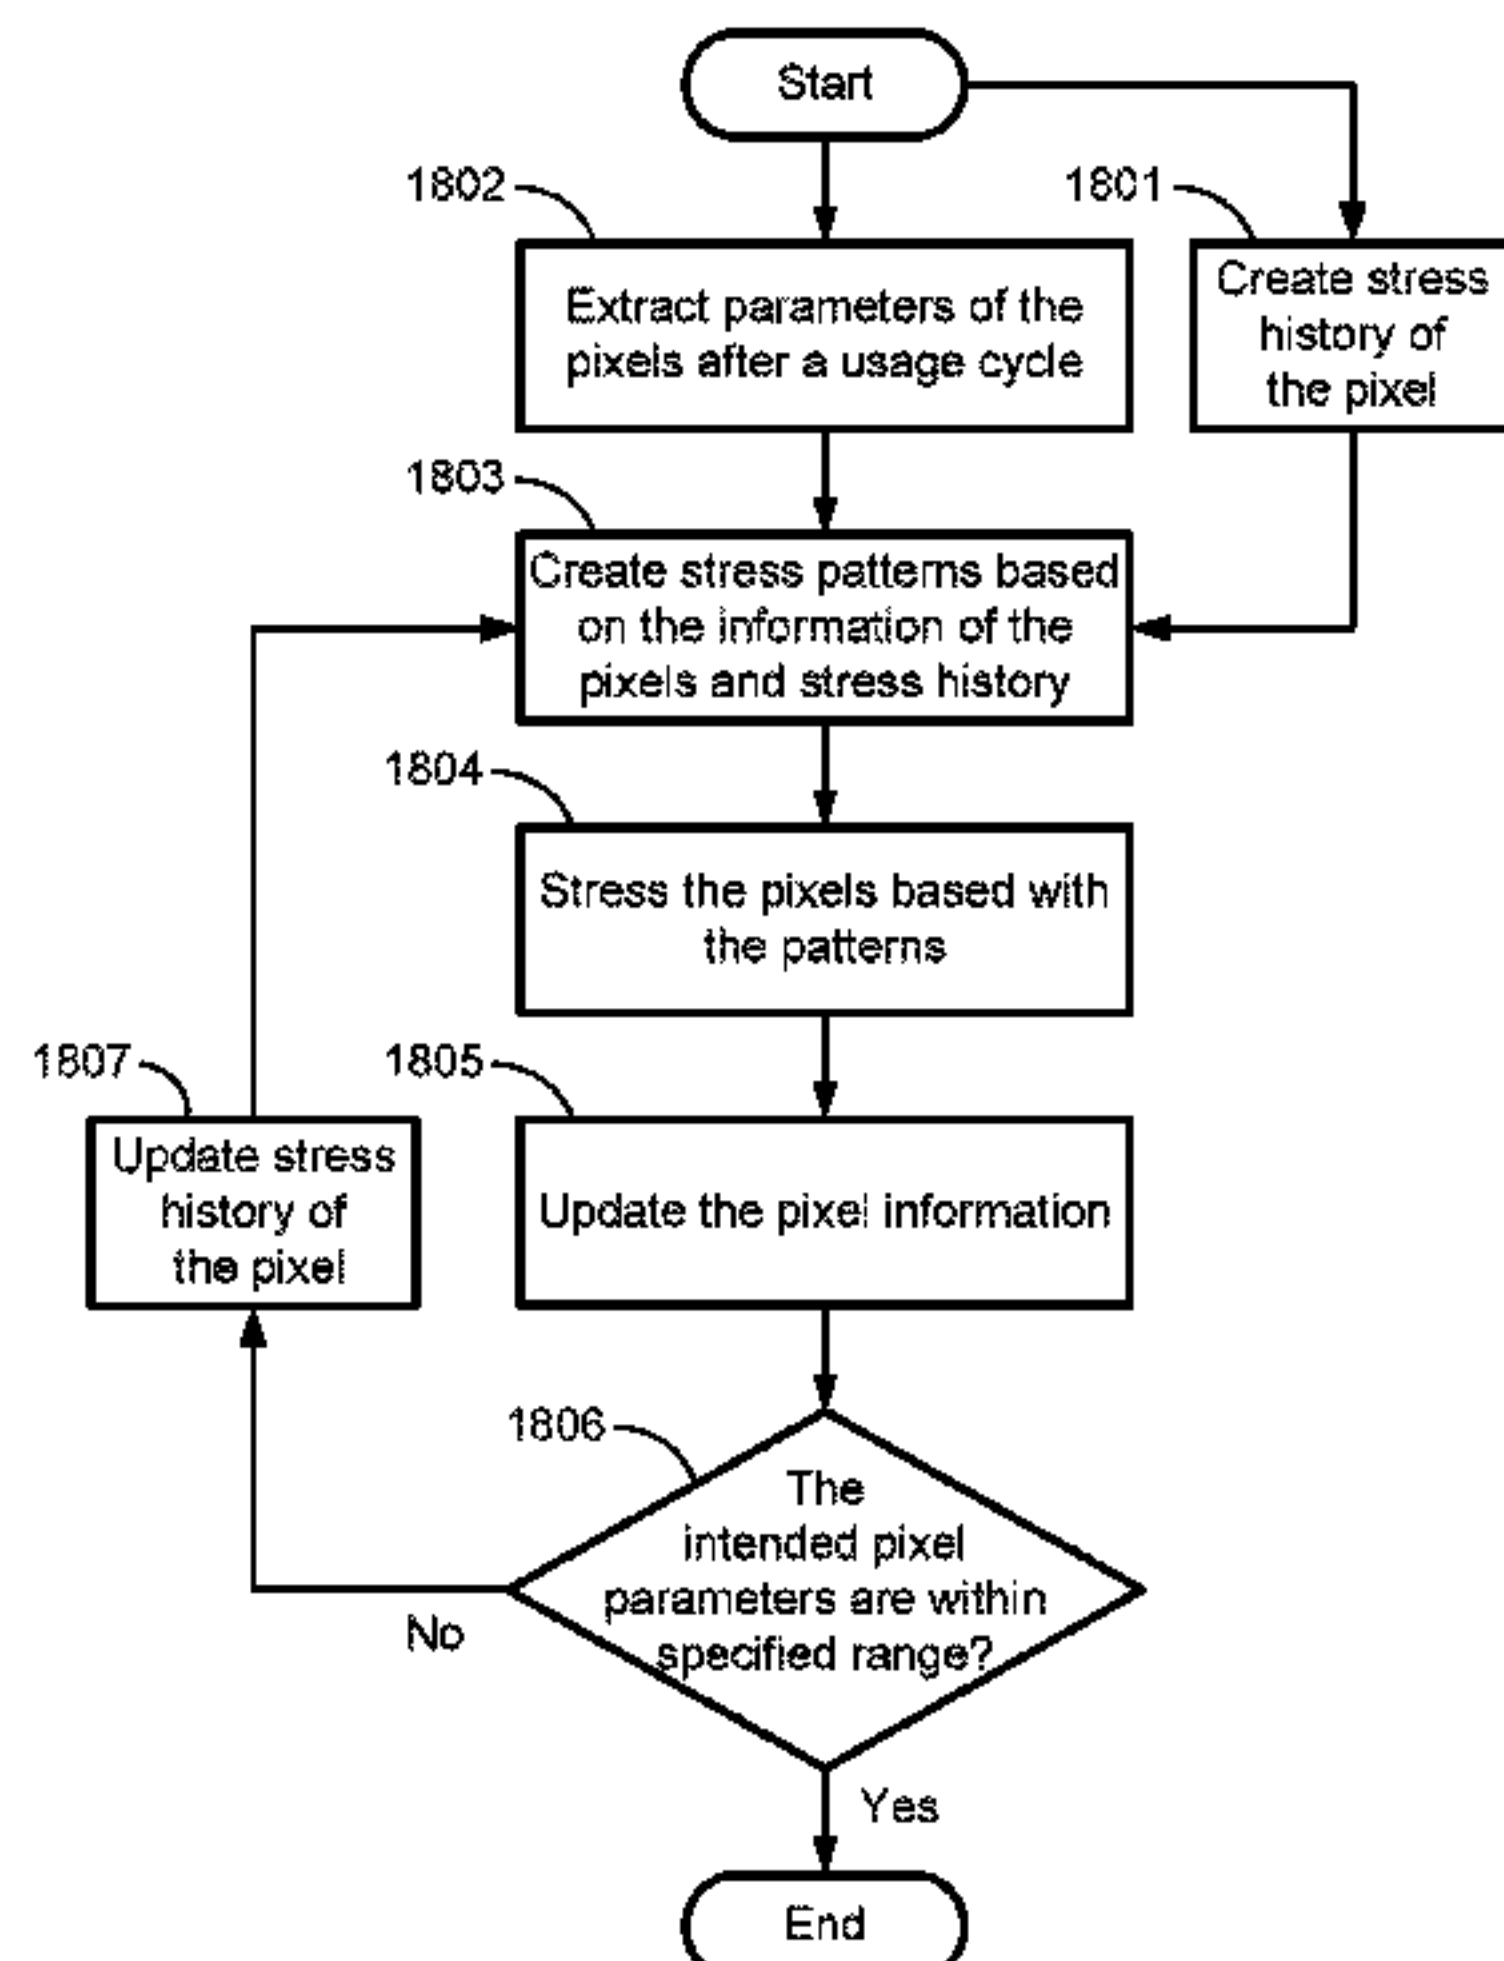 Start
1802
1801
Extract parameters of the
pixels after a usage cycle
Create stress
history of
the pixel
1803
Create stress patterns based
on the information of the
pixels and stress history
1804
Stress the pixels based with
the patterns
1807
1805
Update stress
history of
the pixel
Update the pixel information
1806
The
intended pixel
parameters are within
specified range?
No
Yes
End